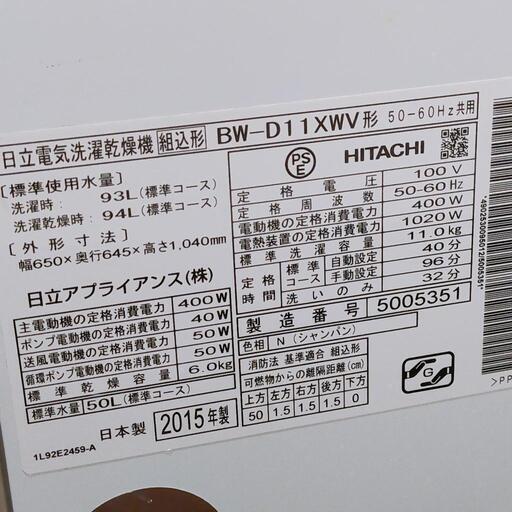 日立電気洗濯乾燥機 組込形 BW-D11XWV形 50-60Hz共用
[標準使用水量]
洗濯時： 93L(標準コース)
洗濯乾燥時： 94L(標準コース)
[外形寸法]
幅650×奥行645×高さ1,040mm
日立アプライアンス(株)
主電動機の定格消費電力 400W
ポンプ電動機の定格消費電力 40W
送風電動機の定格消費電力 50W
循環ポンプ電動機の定格消費電力 50W
標準乾燥容量 6.0kg
標準水量 50L(標準コース)
日本製 2015年製
1L92E2459-A
PS
E
HITACHI
定格電圧 100V
定格周波数 50-60Hz
電動機の定格消費電力 400W
電熱装置の定格消費電力 1020W
標準洗濯容量 11.0kg
定格時間 標準コース 自動設定 40分
手動設定 96分
洗いのみ 32分
製造番号 5005351
色相 N(シャンパン)
消防法 基準適合 組込形
可燃物からの離隔距離(cm)
上方 左方 右方 前方 後方 下方
50 1.5 1.5 1.5 1.5 0
G
>PP